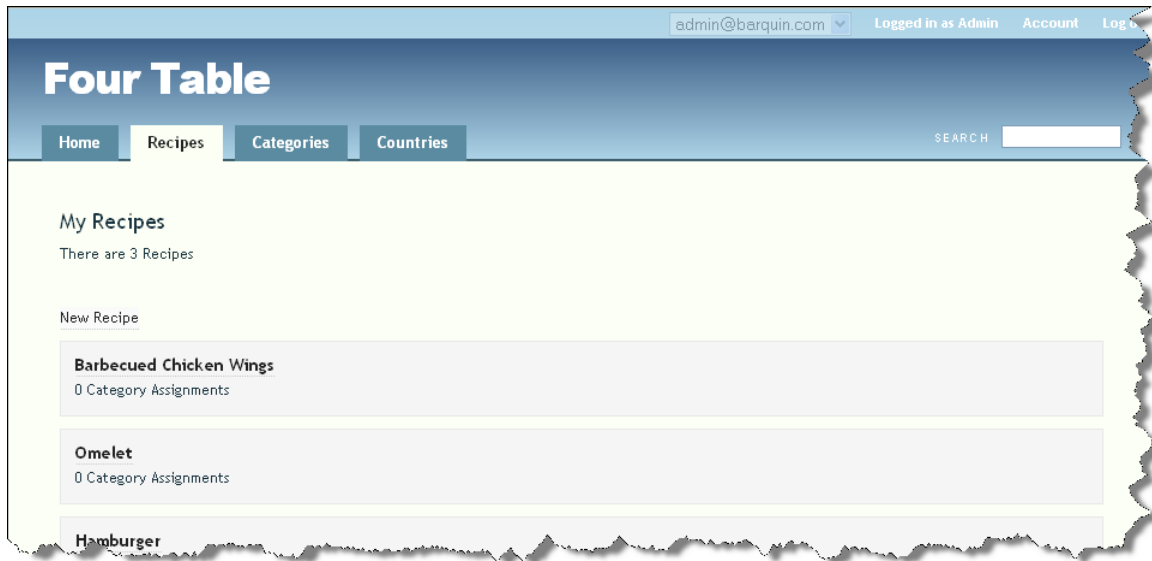 admin@barquin.com Logged in as Admin Account Log
Four Table
Home Recipes Categories Countries SEARCH
My Recipes
There are 3 Recipes
New Recipe
Barbecued Chicken Wings
0 Category Assignments
Omelet
0 Category Assignments
Hamburger